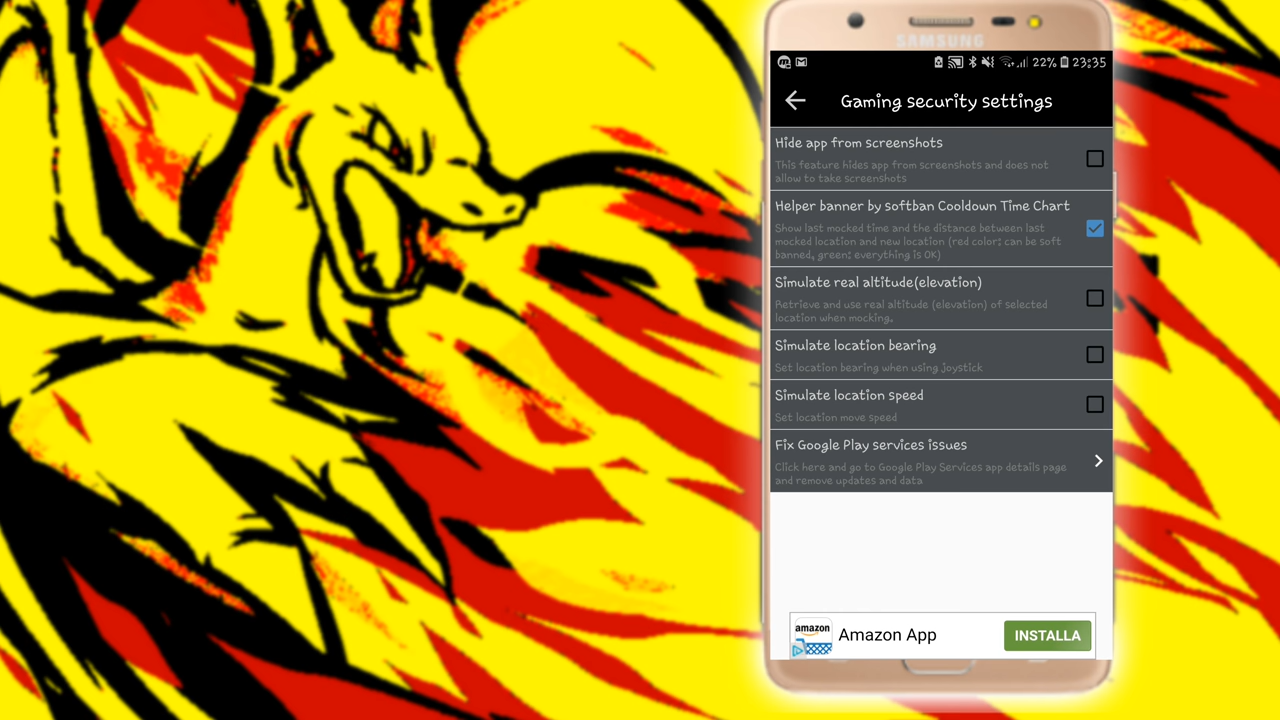 SAMSUNG
22% 23:35
Gaming security settings
Hide app from screenshots
This feature hides app from screenshots and does not
allow to take screenshots
Helper banner by softban Cooldown Time Chart
Show last mocked time and the distance between last
mocked location and new location (red color: can be soft
banned, green: everything is OK)
Simulate real altitude(elevation)
Retrieve and use real altitude (elevation) of selected
location when mocking.
Simulate location bearing
Set location bearing when using joystick
Simulate location speed
Set location move speed
Fix Google Play services issues
Click here and go to Google Play Services app details page
and remove updates and data
amazon
Amazon App
INSTALLA